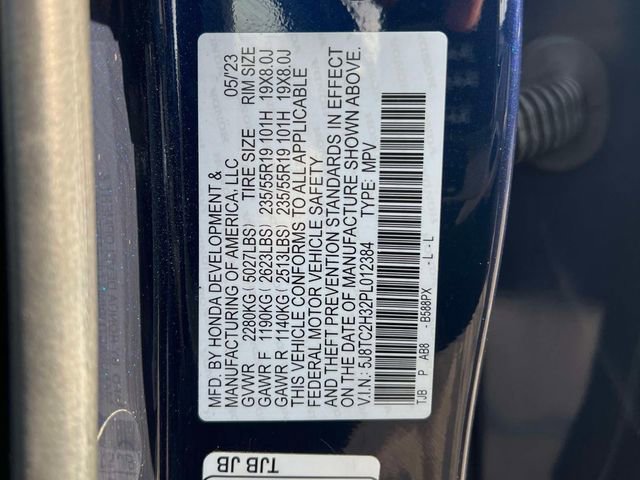 MFD. BY HONDA DEVELOPMENT &
MANUFACTURING OF AMERICA, LLC 05/'23
GVWR 2280KG ( 5027LBS) TIRE SIZE RIM SIZE
GAWR F 1190KG ( 2623LBS) 235/55R19 101H 19X8.0J
GAWR R 1140KG ( 2513LBS) 235/55R19 101H 19X8.0J
THIS VEHICLE CONFORMS TO ALL APPLICABLE
FEDERAL MOTOR VEHICLE SAFETY
AND THEFT PREVENTION STANDARDS IN EFFECT
ON THE DATE OF MANUFACTURE SHOWN ABOVE.
V.I.N.: 5J8TC2H32PL012384 TYPE: MPV
TJB P AB8 - B588PX - L : L
TJB JB